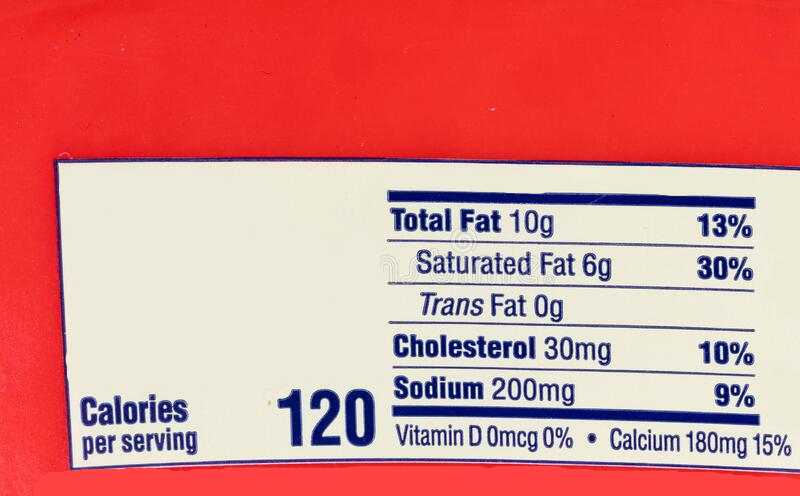 Total Fat 10g 13%
Saturated Fat 6g 30%
Trans Fat 0g
Cholesterol 30mg 10%
Sodium 200mg 9%
Vitamin D 0mcg 0% • Calcium 180mg 15%
Calories
per serving
120